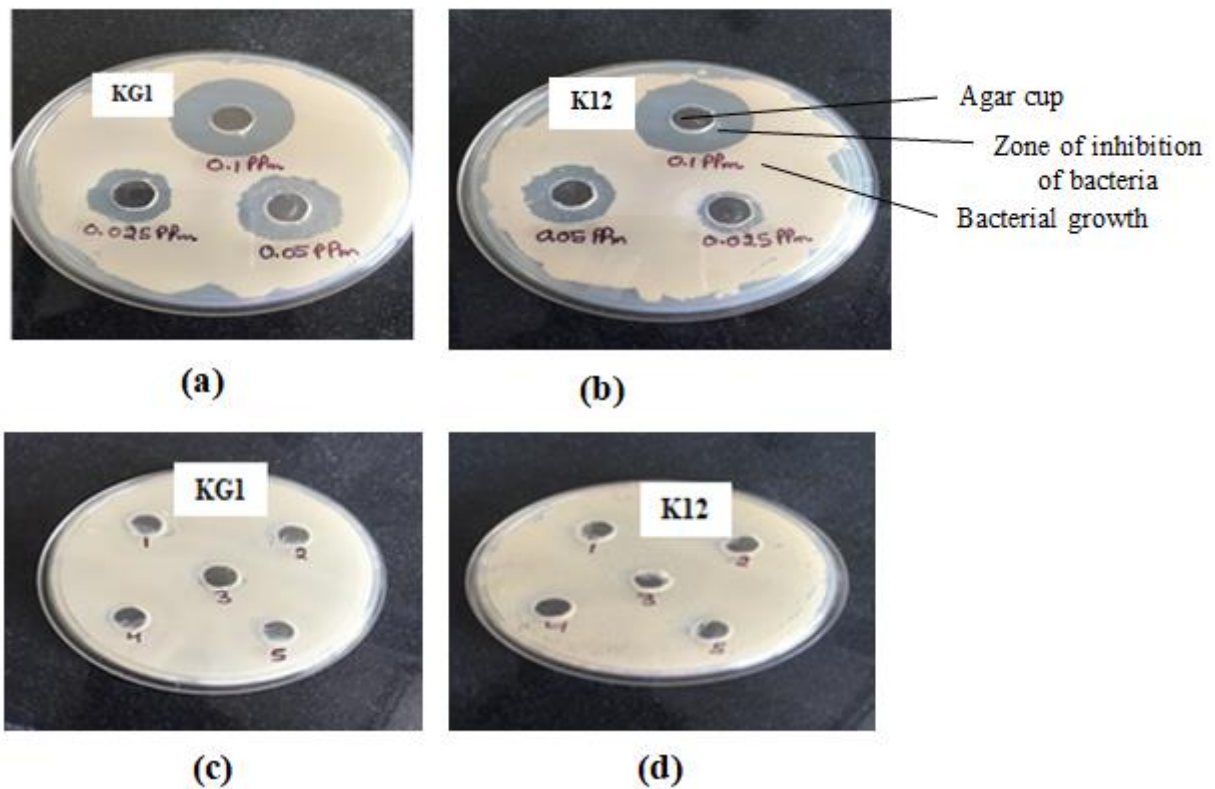 KG1
0.1 PPm
0.025 PPm
0.05 PPm
(a)
K12
0.1 PPm
0.05 PPm
0.025 PPm
Agar cup
Zone of inhibition
of bacteria
Bacterial growth
(b)
KG1
1
2
3
4
5
(c)
K12
1
2
3
4
5
(d)